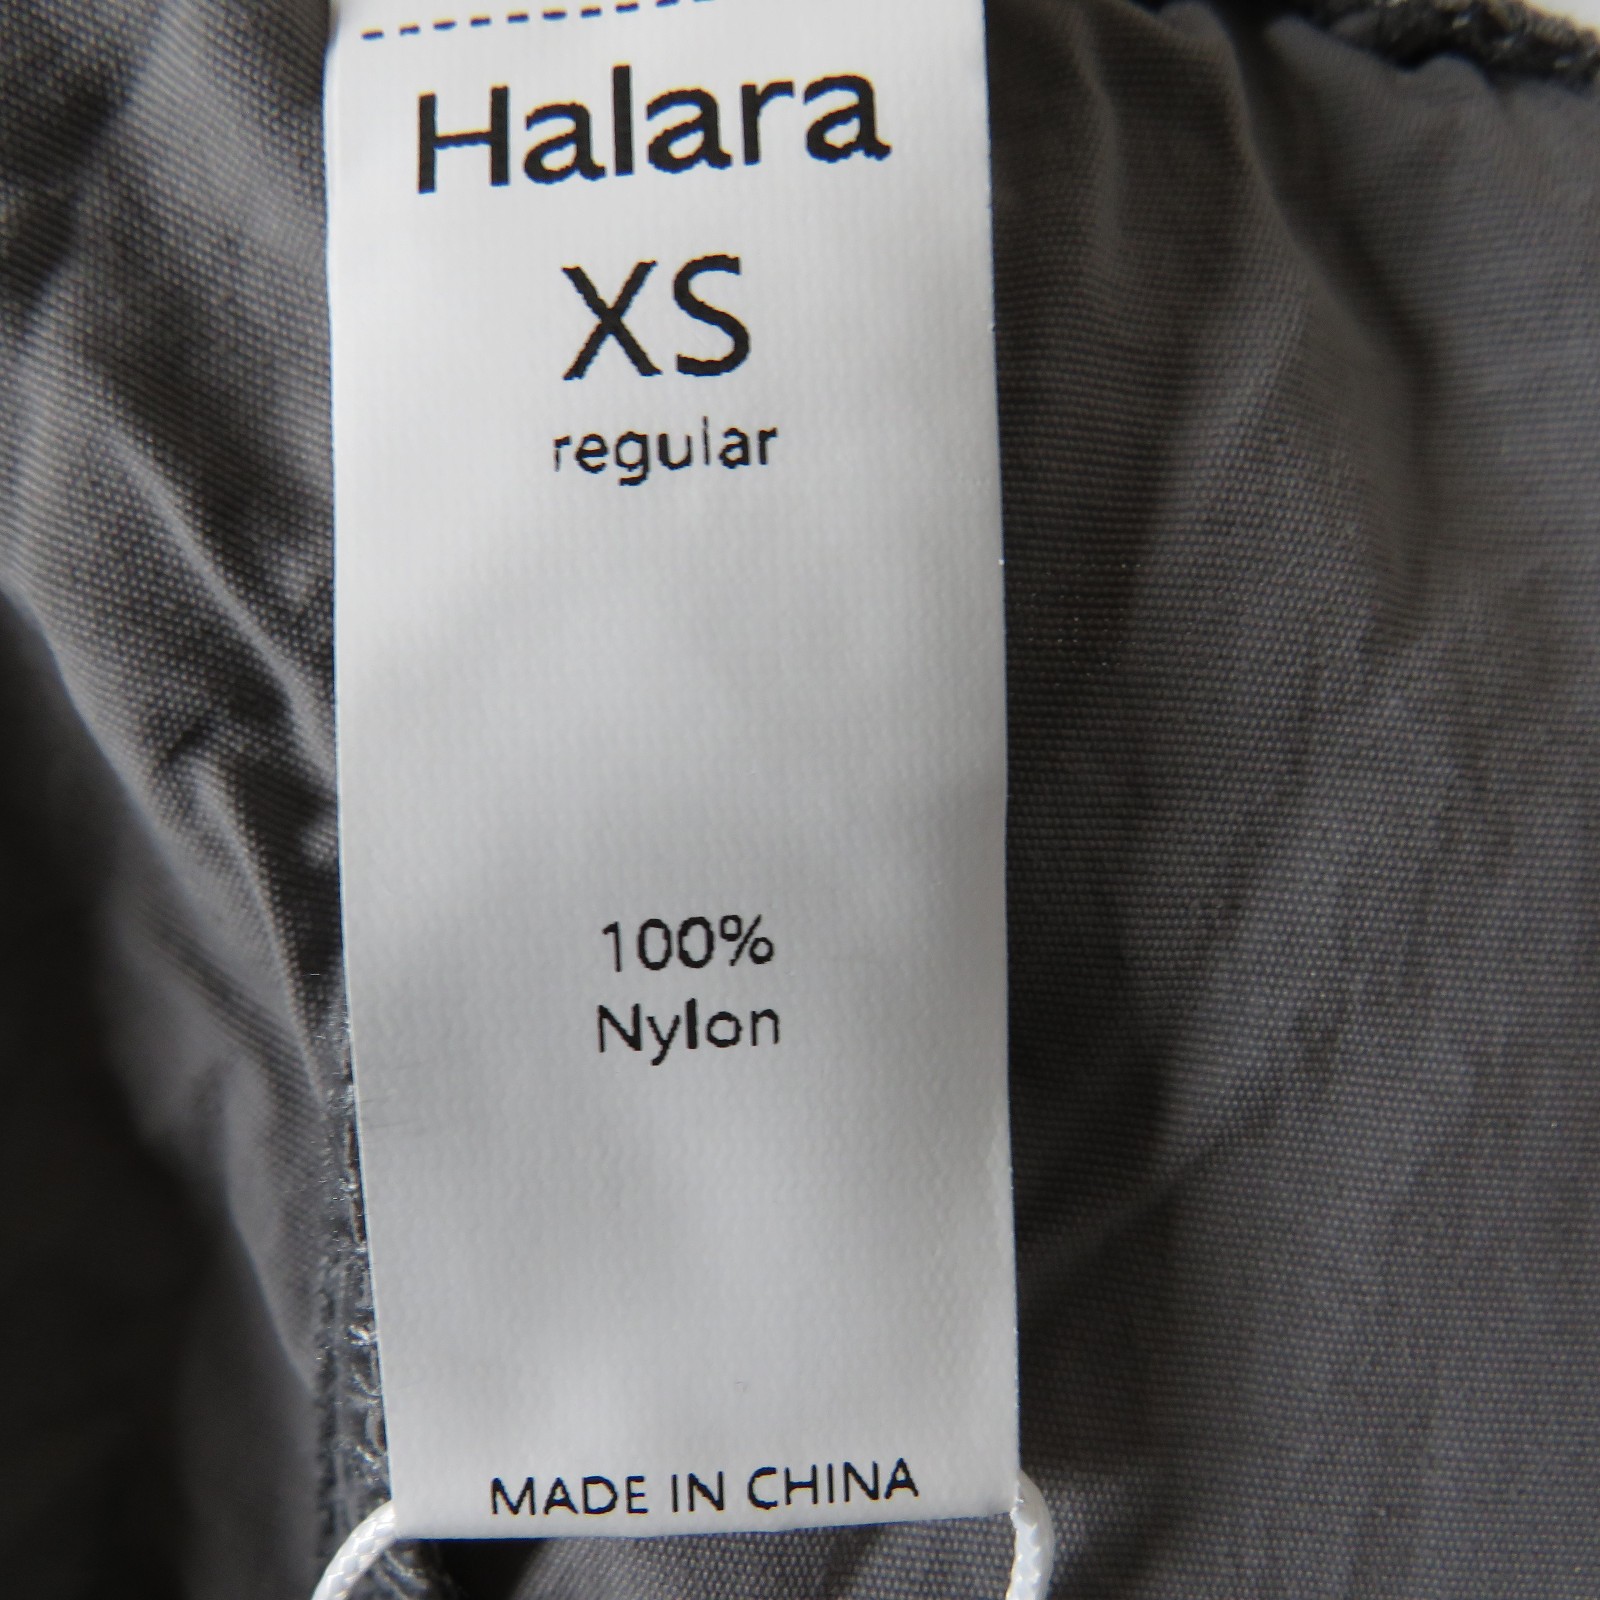 Halara
XS
regular
100%
Nylon
MADE IN CHINA